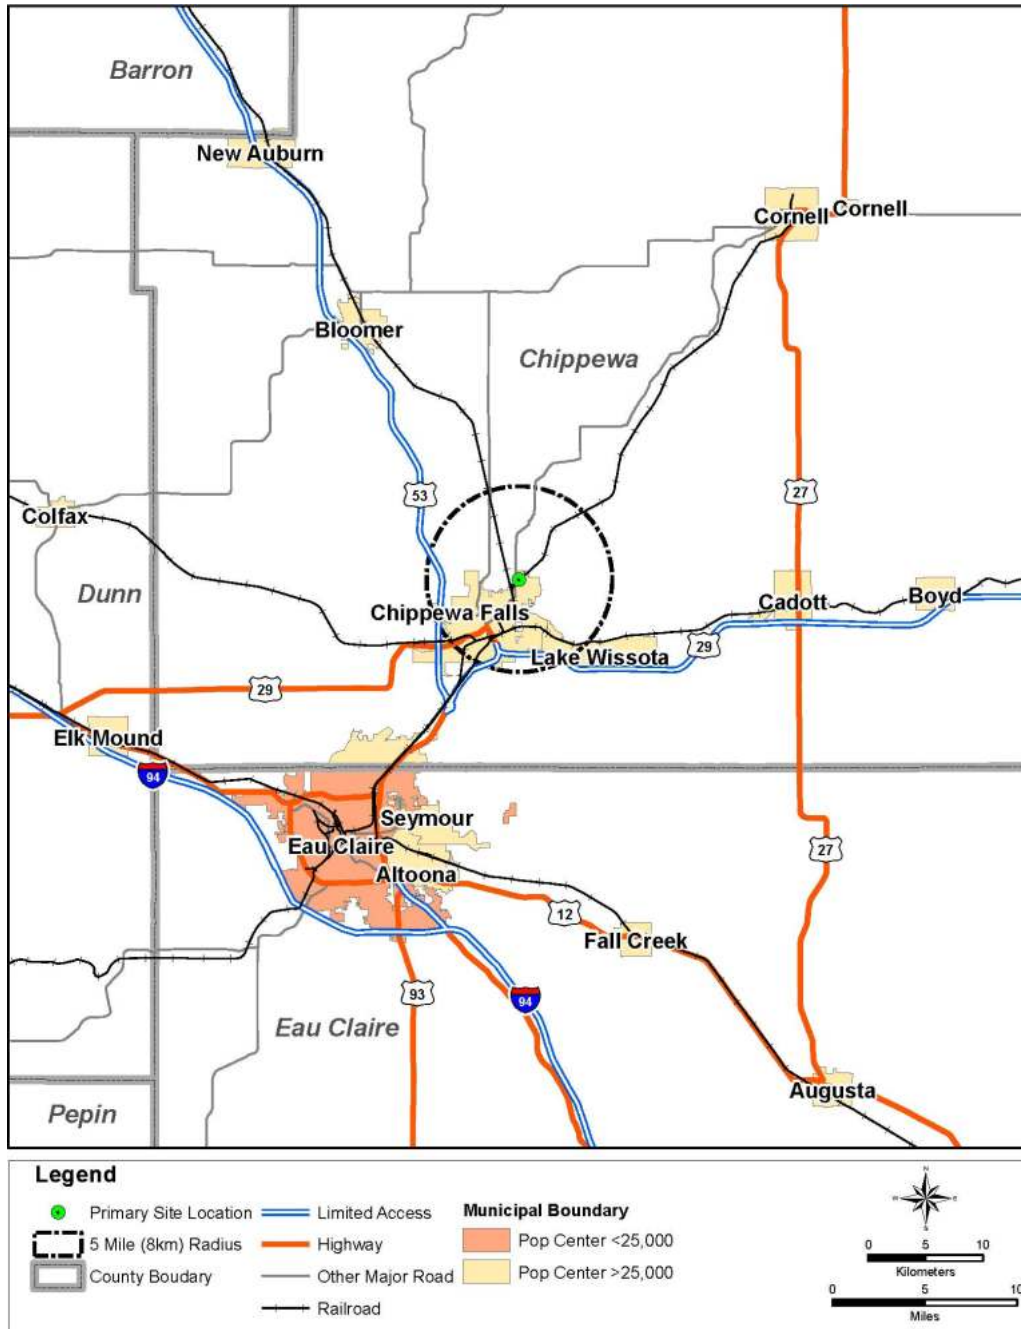 Barron
New Auburn
Cornell
Cornell
Bloomer
Chippewa
53
27
Colfax
Dunn
Chippewa Falls
Cadott
Boyd
Lake Wissota
29
29
Elk Mound
94
Seymour
Eau Claire
27
Altoona
12
Fall Creek
93
94
Eau Claire
Augusta
Pepin
Legend
Primary Site Location
5 Mile (8km) Radius
County Boudary
Limited Access
Highway
Other Major Road
Railroad
Municipal Boundary
Pop Center <25,000
Pop Center >25,000
N
W E
S
0 5 10
Kilometers
0 5 10
Miles